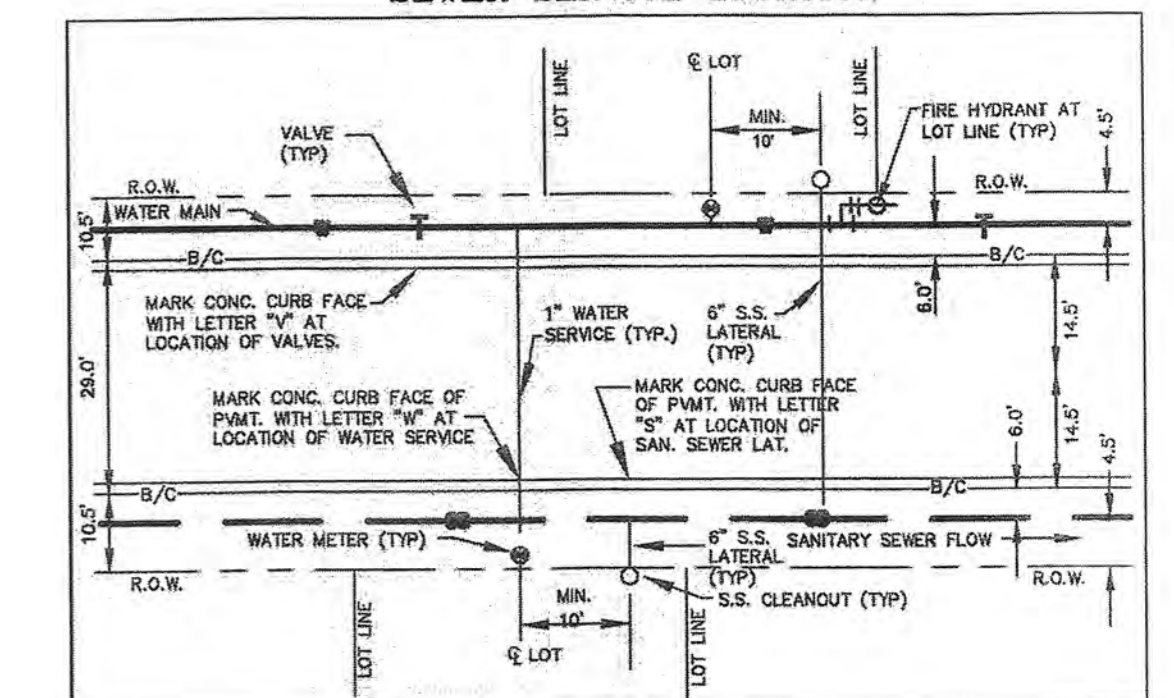 ℄ LOT
LOT LINE
LOT LINE
MIN.
10'
FIRE HYDRANT AT
LOT LINE (TYP)
4.5'
VALVE
(TYP)
R.O.W.
R.O.W.
WATER MAIN
10.5'
B/C
B/C
MARK CONC. CURB FACE
WITH LETTER "V" AT
LOCATION OF VALVES.
1" WATER
SERVICE (TYP.)
6" S.S.
LATERAL
(TYP)
6.0'
14.5'
29.0'
MARK CONC. CURB FACE OF
PVMT. WITH LETTER "W" AT
LOCATION OF WATER SERVICE
MARK CONC. CURB FACE
OF PVMT. WITH LETTER
"S" AT LOCATION OF
SAN. SEWER LAT.
6.0'
14.5'
4.5'
B/C
B/C
10.5'
WATER METER (TYP)
6" S.S.
LATERAL
(TYP)
SANITARY SEWER FLOW
R.O.W.
R.O.W.
S.S. CLEANOUT (TYP)
MIN.
10'
LOT LINE
℄ LOT
LOT LINE